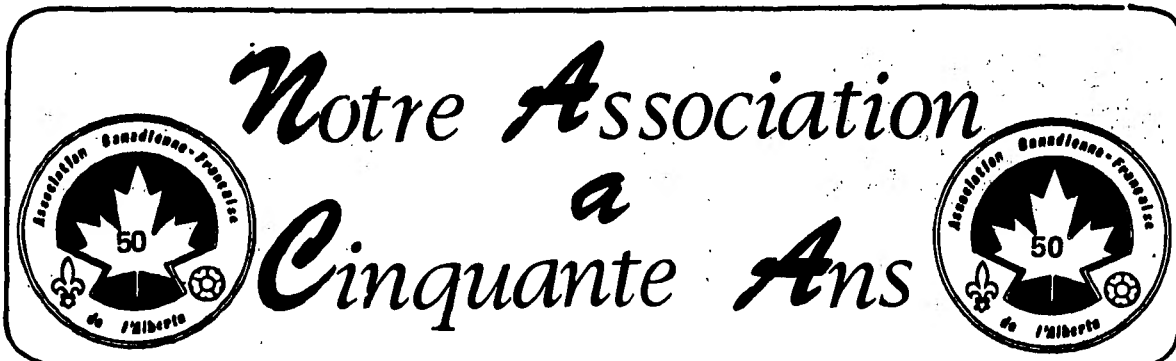 Notre Association
a
Cinquante Ans
Association Canadienne-Française
50
de l'Alberta
Association Canadienne-Française
50
de l'Alberta